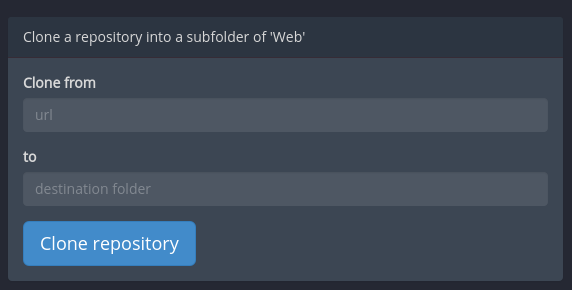 Clone a repository into a subfolder of 'Web'
Clone from
url
to
destination folder
Clone repository